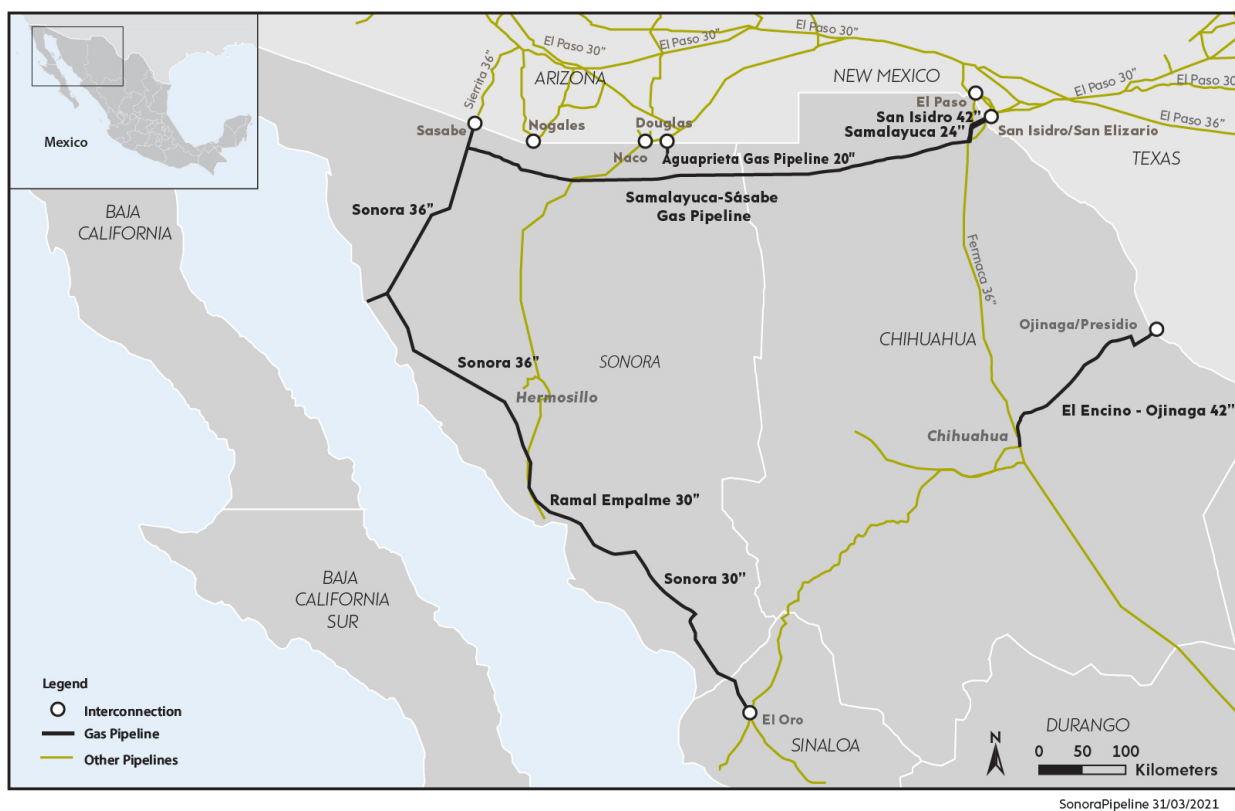 Mexico
El Paso 30"
El Paso 30"
El Paso 30"
El Paso 30"
El Paso 30
El Paso 36"
Sierrita 36"
ARIZONA
NEW MEXICO
TEXAS
El Paso
San Isidro 42"
Samalayuca 24"
San Isidro/San Elizario
Sasabe
Nogales
Douglas
Naco
Aguaprieta Gas Pipeline 20"
Samalayuca-Sásabe
Gas Pipeline
BAJA
CALIFORNIA
Sonora 36"
Fermaca 36"
Ojinaga/Presidio
CHIHUAHUA
Sonora 36"
SONORA
Hermosillo
El Encino - Ojinaga 42"
Chihuahua
Ramal Empalme 30"
Sonora 30"
BAJA
CALIFORNIA
SUR
Legend
Interconnection
Gas Pipeline
Other Pipelines
El Oro
SINALOA
DURANGO
N
0 50 100
Kilometers
SonoraPipeline 31/03/2021